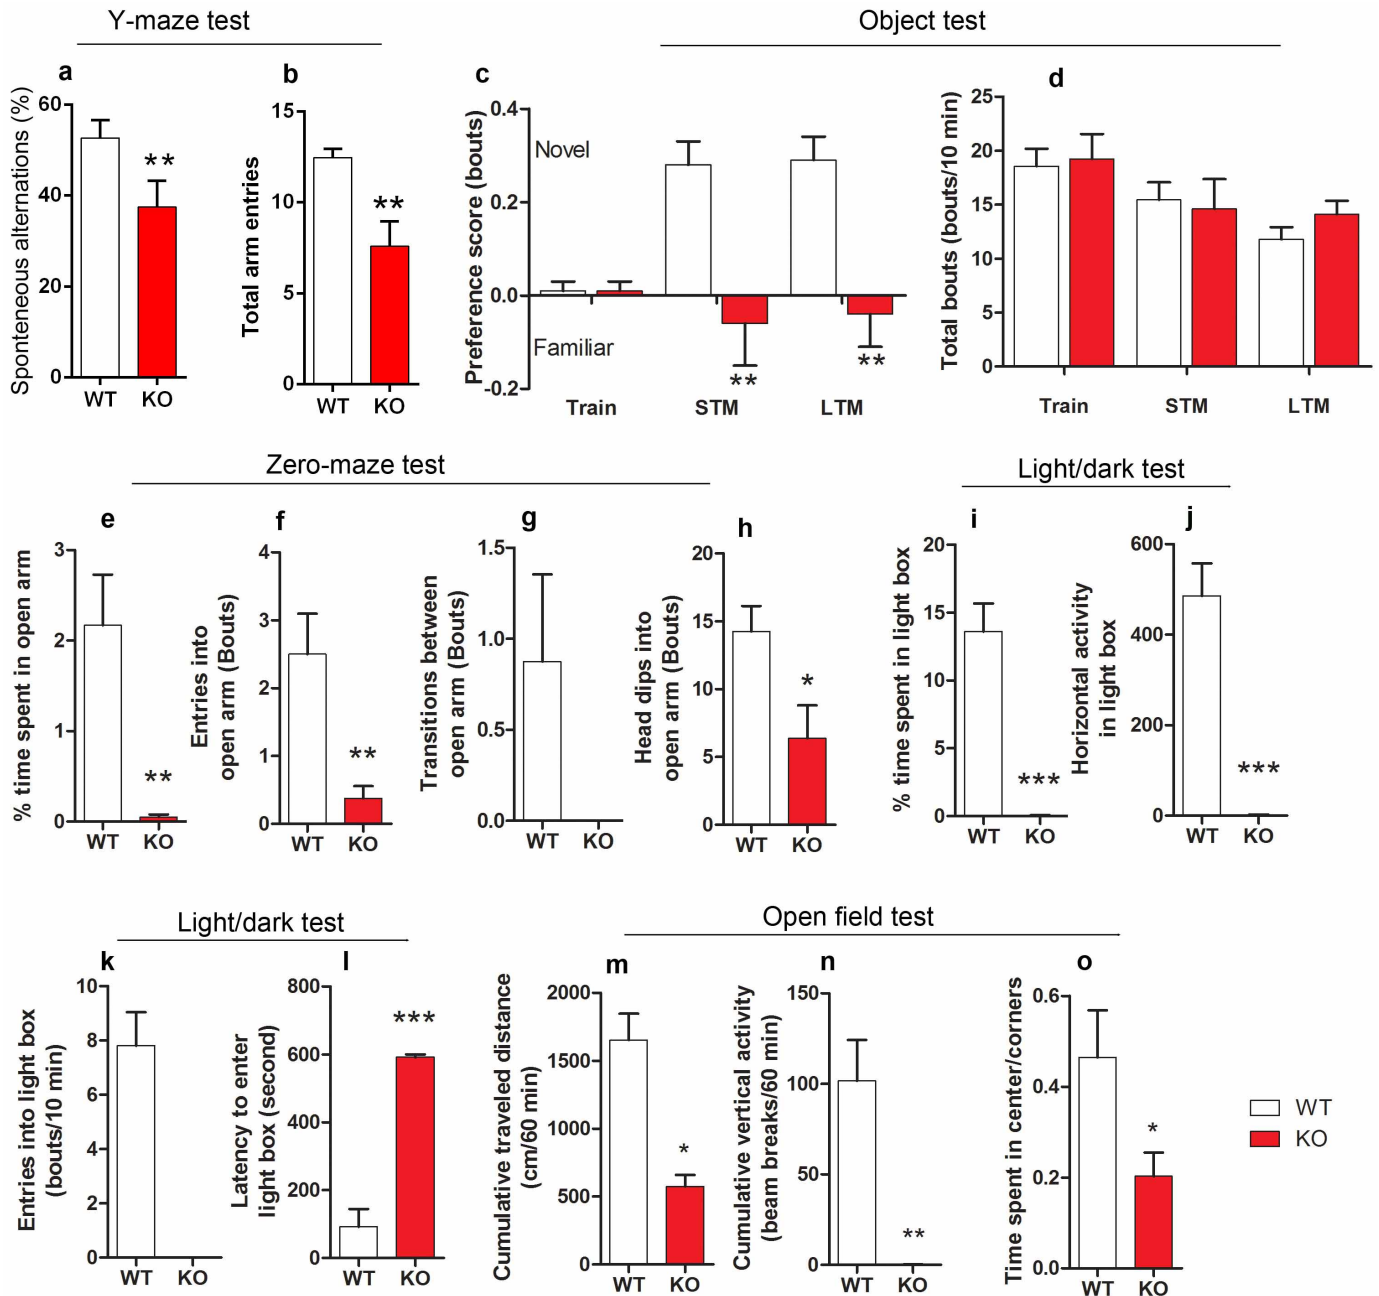 Y-maze test
Object test
a
b
c
d
Sponteneous alternations (%)
60
40
20
0
**
WT KO
Total arm entries
15
10
5
0
**
WT KO
Preference score (bouts)
0.4
0.2
0.0
-0.2
Novel
Familiar
**
**
Train STM LTM
Total bouts (bouts/10 min)
25
20
15
10
5
0
Train STM LTM
Zero-maze test
Light/dark test
e
f
g
h
i
j
% time spent in open arm
3
2
1
0
**
WT KO
Entries into
open arm (Bouts)
4
3
2
1
0
**
WT KO
Transitions between
open arm (Bouts)
1.5
1.0
0.5
0.0
WT KO
Head dips into
open arm (Bouts)
20
15
10
5
0
*
WT KO
% time spent in light box
20
15
10
5
0
***
WT KO
Horizontal activity
in light box
600
400
200
0
***
WT KO
Light/dark test
Open field test
k
l
m
n
o
Entries into light box
(bouts/10 min)
10
8
6
4
2
0
WT KO
Latency to enter
light box (second)
800
600
400
200
0
***
WT KO
Cumulative traveled distance
(cm/60 min)
2000
1500
1000
500
0
*
WT KO
Cumulative vertical activity
(beam breaks/60 min)
150
100
50
0
**
WT KO
Time spent in center/corners
0.6
0.4
0.2
0.0
*
WT KO
WT
KO